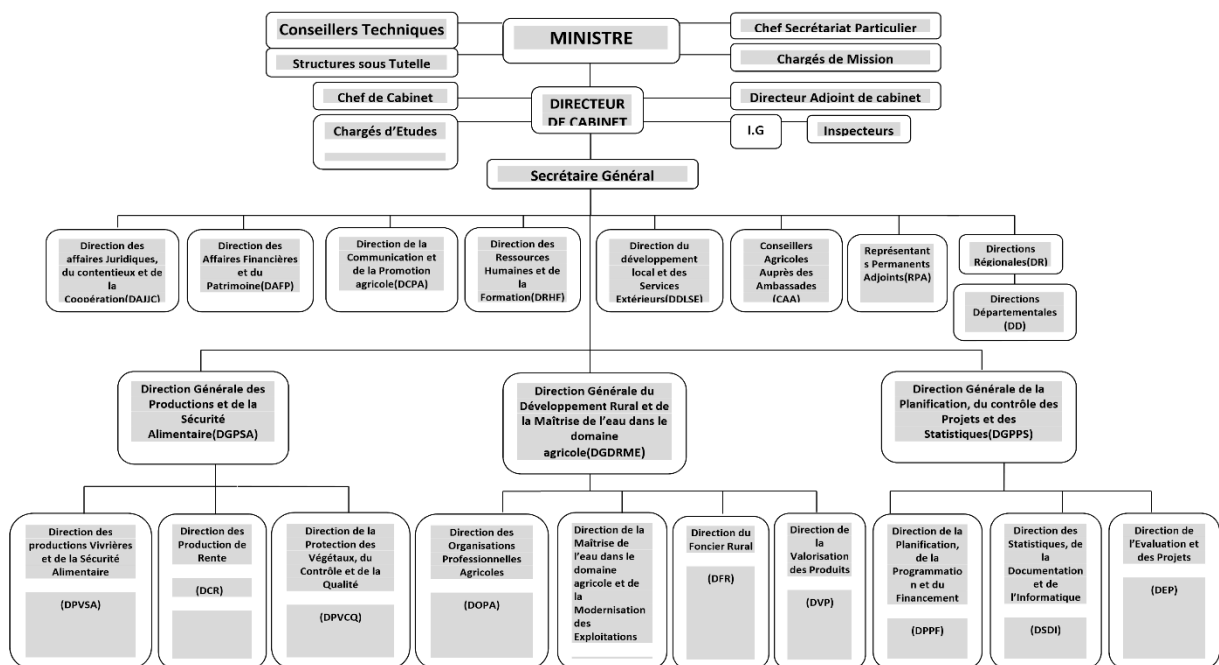 Conseillers Techniques
MINISTRE
Chef Secrétariat Particulier
Structures sous Tutelle
Chargés de Mission
Chef de Cabinet
DIRECTEUR
DE CABINET
Directeur Adjoint de cabinet
Chargés d'Etudes
I.G
Inspecteurs
Secrétaire Général
Direction des
affaires Juridiques,
du contentieux et de
la
Coopération(DAJJC)
Direction des
Affaires Financières
et du
Patrimoine(DAFP)
Direction de la
Communication et
de la Promotion
agricole(DCPA)
Direction des
Ressources
Humaines et de
la
Formation(DRHF)
Direction du
développement
local et des
Services
Extérieurs(DDLSE)
Conseillers
Agricoles
Auprès des
Ambassades
(CAA)
Représentant
s Permanents
Adjoints(RPA)
Directions
Régionales(DR)
Directions
Départementales
(DD)
Direction Générale des
Productions et de la
Sécurité
Alimentaire(DGPSA)
Direction Générale du
Développement Rural et de
la Maîtrise de l'eau dans le
domaine
agricole(DGDRME)
Direction Générale de la
Planification, du contrôle des
Projets et des
Statistiques(DGPPS)
Direction des
productions Vivrières
et de la Sécurité
Alimentaire
(DPVSA)
Direction des
Production de
Rente
(DCR)
Direction de la
Protection des
Végétaux, du
Contrôle et de la
Qualité
(DPVCQ)
Direction des
Organisations
Professionnelles
Agricoles
(DOPA)
Direction de la
Maîtrise de
l'eau dans le
domaine
agricole et de
la
Modernisation
des
Exploitations
Direction du
Foncier Rural
(DFR)
Direction de
la
Valorisation
des Produits
(DVP)
Direction de la
Planification,
de la
Programmatio
n et du
Financement
(DPPF)
Direction des
Statistiques, de
la
Documentation
et de
l'Informatique
(DSDI)
Direction de
l'Evaluation et
des Projets
(DEP)